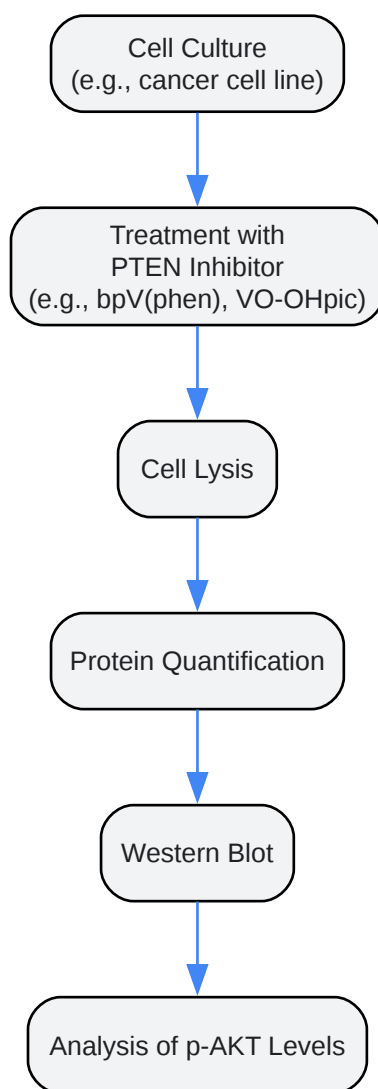 Cell Culture
(e.g., cancer cell line)
Treatment with
PTEN Inhibitor
(e.g., bpV(phen), VO-OHpic)
Cell Lysis
Protein Quantification
Western Blot
Analysis of p-AKT Levels